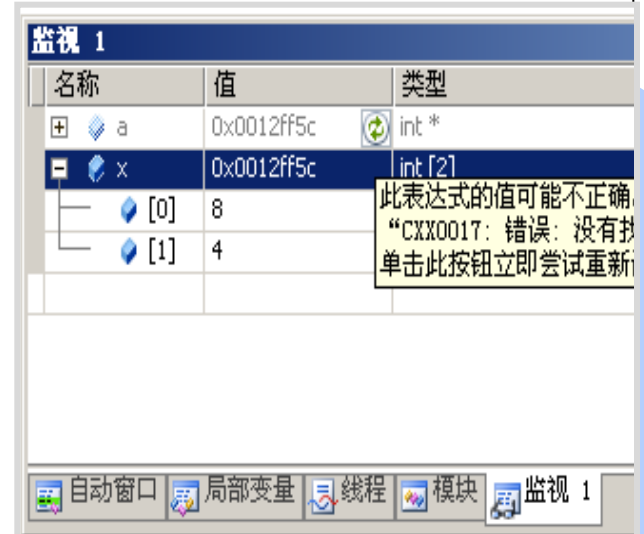 监视 1
名称 值 类型
a 0x0012ff5c int *
x 0x0012ff5c int [2]
[0] 8
[1] 4
此表达式的值可能不正确
“CXX0017: 错误: 没有找
单击此按钮立即尝试重新
自动窗口 局部变量 线程 模块 监视 1